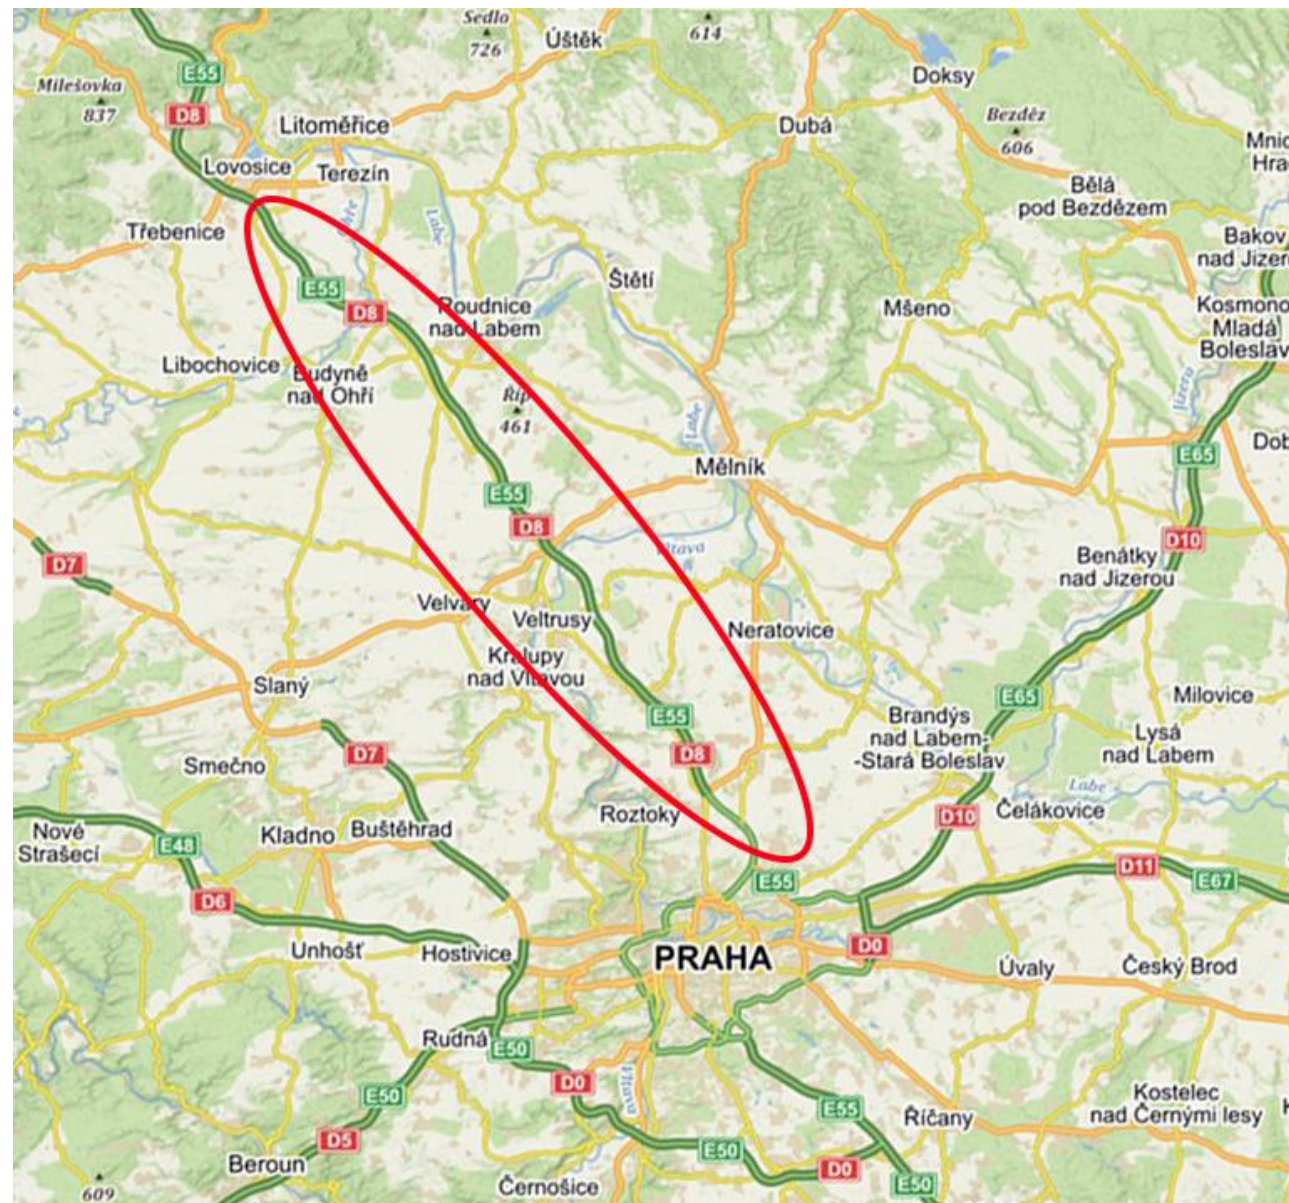 Sedlo
726
614
Úštěk
E55
Milešovka
837
D8
Doksy
Bezděz
606
Litoměřice
Dubá
Lovosice
Terezín
Bělá
pod Bezdězem
Třebenice
Labe
Bakov
Štětí
E55
D8
Roudnice
nad Labem
Mšeno
Mladá
Boleslav
Libochovice
Budyně
nad Ohří
Říp
461
Jizera
Labe
Mělník
E65
E55
D8
D10
D7
Benátky
nad Jizerou
Velvary
Veltrusy
Neratovice
Kralupy
nad Vltavou
Slaný
E65
Milovice
E55
Brandýs
nad Labem-
-Stará Boleslav
Lysá
nad Labem
D7
D8
Smečno
Labe
Roztoky
D10
Čelákovice
Nové
Strašecí
Kladno
Buštěhrad
E48
D11
E67
E55
D6
Unhošť
Hostivice
PRAHA
D0
Úvaly
Český Brod
Rudná
E50
D0
Vltava
E50
E55
Říčany
Kostelec
nad Černými lesy
D5
E50
Beroun
D0
609
Černošice
E50